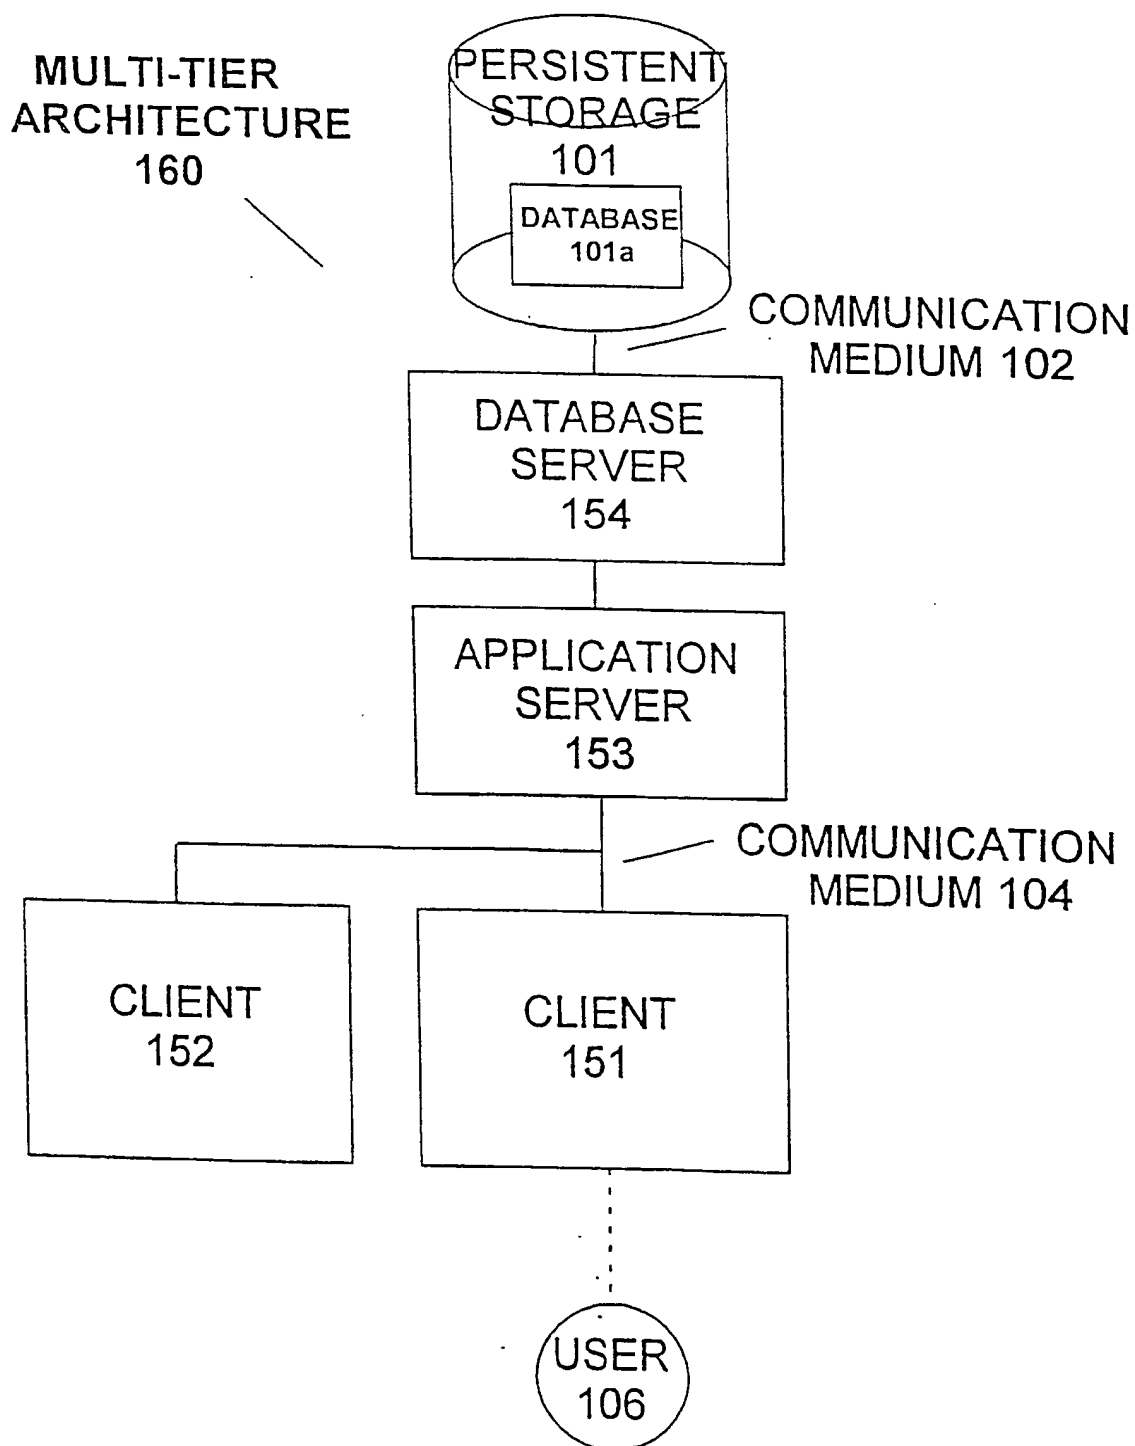 MULTI-TIER
ARCHITECTURE
160
PERSISTENT
STORAGE
101
DATABASE
101a
COMMUNICATION
MEDIUM 102
DATABASE
SERVER
154
APPLICATION
SERVER
153
COMMUNICATION
MEDIUM 104
CLIENT
152
CLIENT
151
USER
106